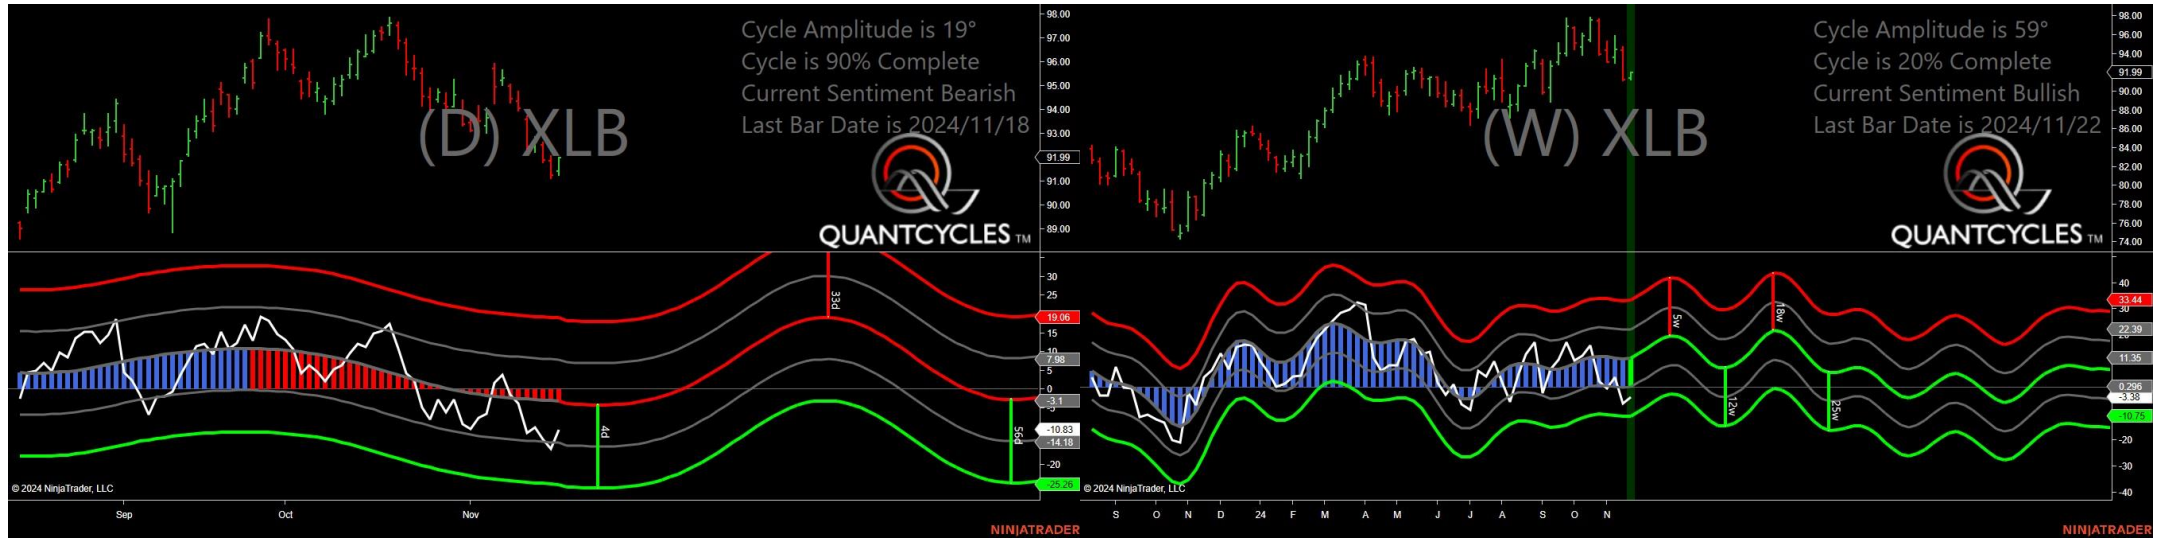 Cycle Amplitude is 19°
Cycle is 90% Complete
Current Sentiment Bearish
Last Bar Date is 2024/11/18
(D) XLB
QUANTCYCLES TM
98.00
97.00
96.00
95.00
94.00
93.00
91.99
91.00
90.00
89.00
30
25
19.06
15
10
7.98
5
0
-3.1
-5
-10.83
-14.18
-20
-25.26
33d
4d
56d
© 2024 NinjaTrader, LLC
Sep Oct Nov
NINJATRADER
Cycle Amplitude is 59°
Cycle is 20% Complete
Current Sentiment Bullish
Last Bar Date is 2024/11/22
(W) XLB
QUANTCYCLES TM
98.00
96.00
94.00
91.99
90.00
88.00
86.00
84.00
82.00
80.00
78.00
76.00
74.00
40
33.44
30
22.39
20
11.35
0.296
-3.38
-10.75
-20
-30
-40
5w
18w
12w
25w
© 2024 NinjaTrader, LLC
S O N D 24 F M A M J J A S O N
NINJATRADER